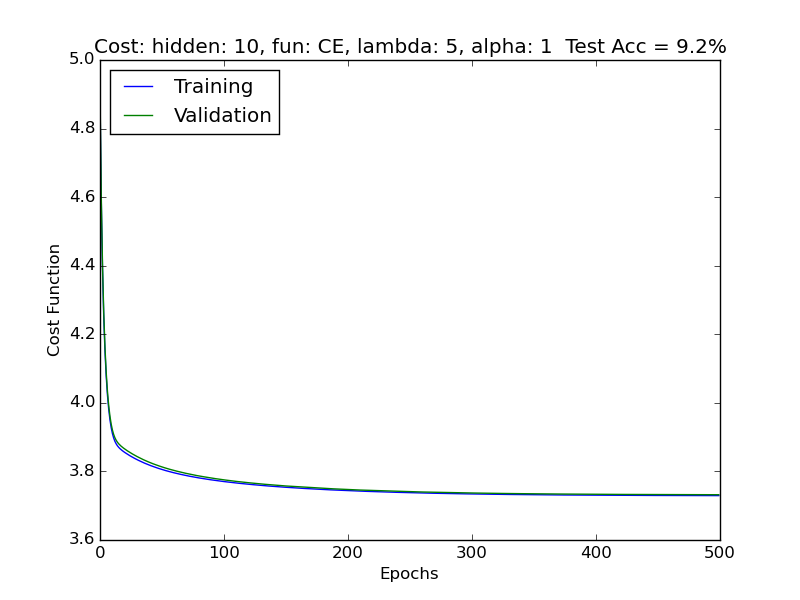 Cost: hidden: 10, fun: CE, lambda: 5, alpha: 1  Test Acc = 9.2%
Training
Validation
5.0
4.8
4.6
4.4
4.2
4.0
3.8
3.6
Cost Function
0 100 200 300 400 500
Epochs